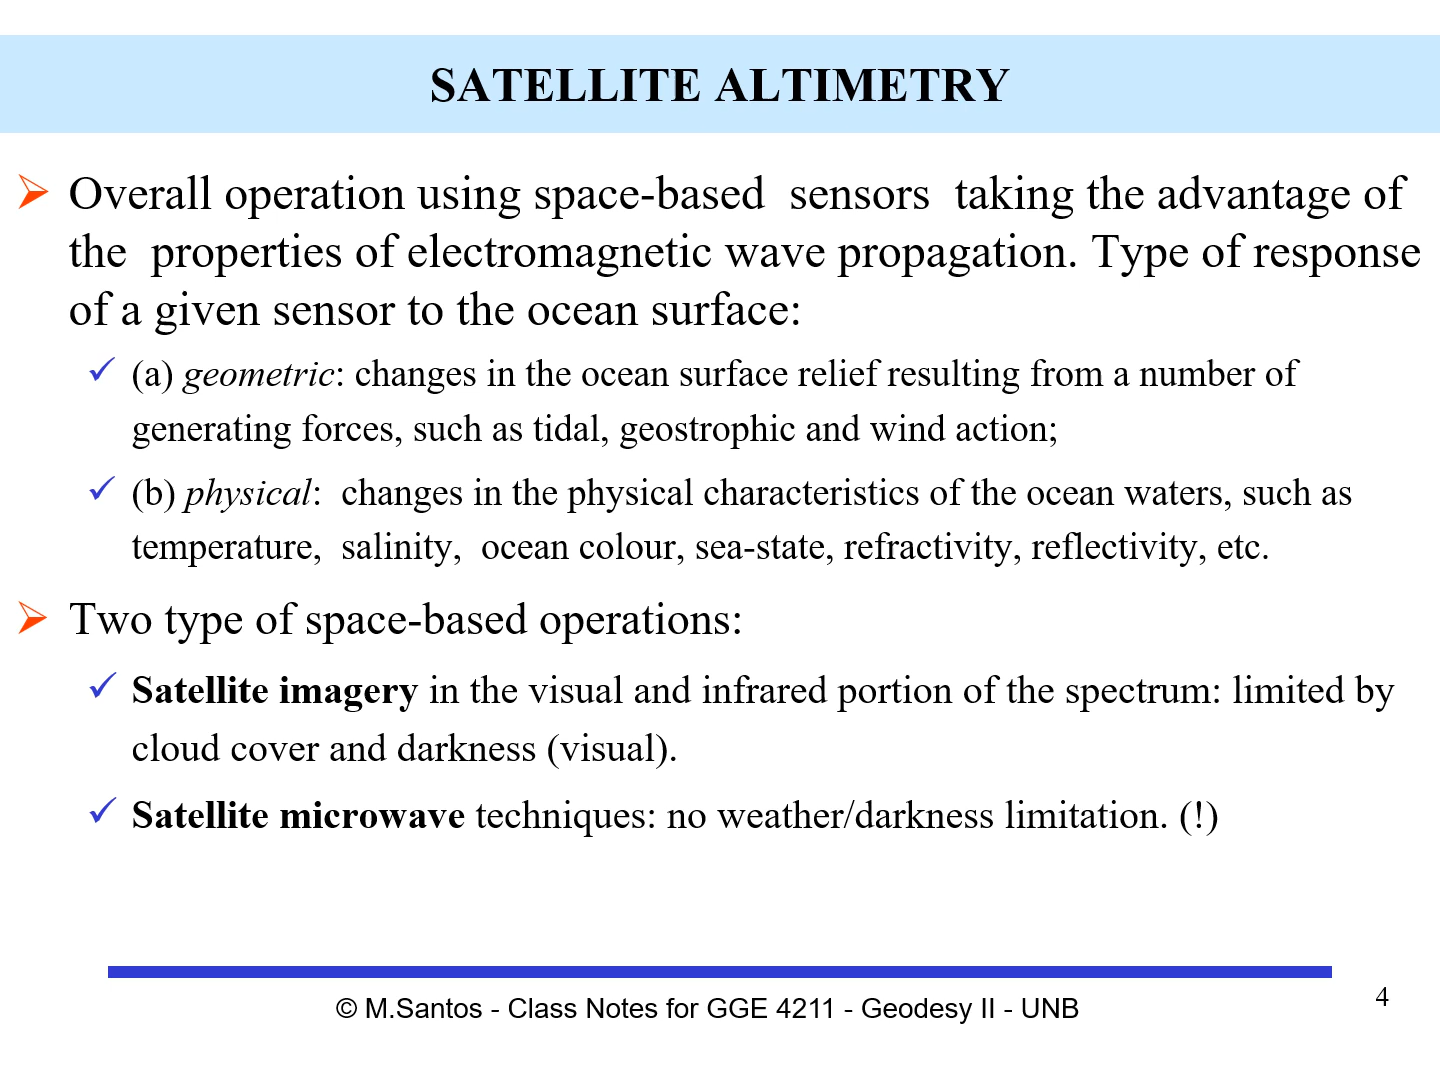 SATELLITE ALTIMETRY
Overall operation using space-based  sensors  taking the advantage of
the  properties of electromagnetic wave propagation. Type of response
of a given sensor to the ocean surface:
(a) geometric: changes in the ocean surface relief resulting from a number of
generating forces, such as tidal, geostrophic and wind action;
(b) physical:  changes in the physical characteristics of the ocean waters, such as
temperature,  salinity,  ocean colour, sea-state, refractivity, reflectivity, etc.
Two type of space-based operations:
Satellite imagery in the visual and infrared portion of the spectrum: limited by
cloud cover and darkness (visual).
Satellite microwave techniques: no weather/darkness limitation. (!)
© M.Santos - Class Notes for GGE 4211 - Geodesy II - UNB
4